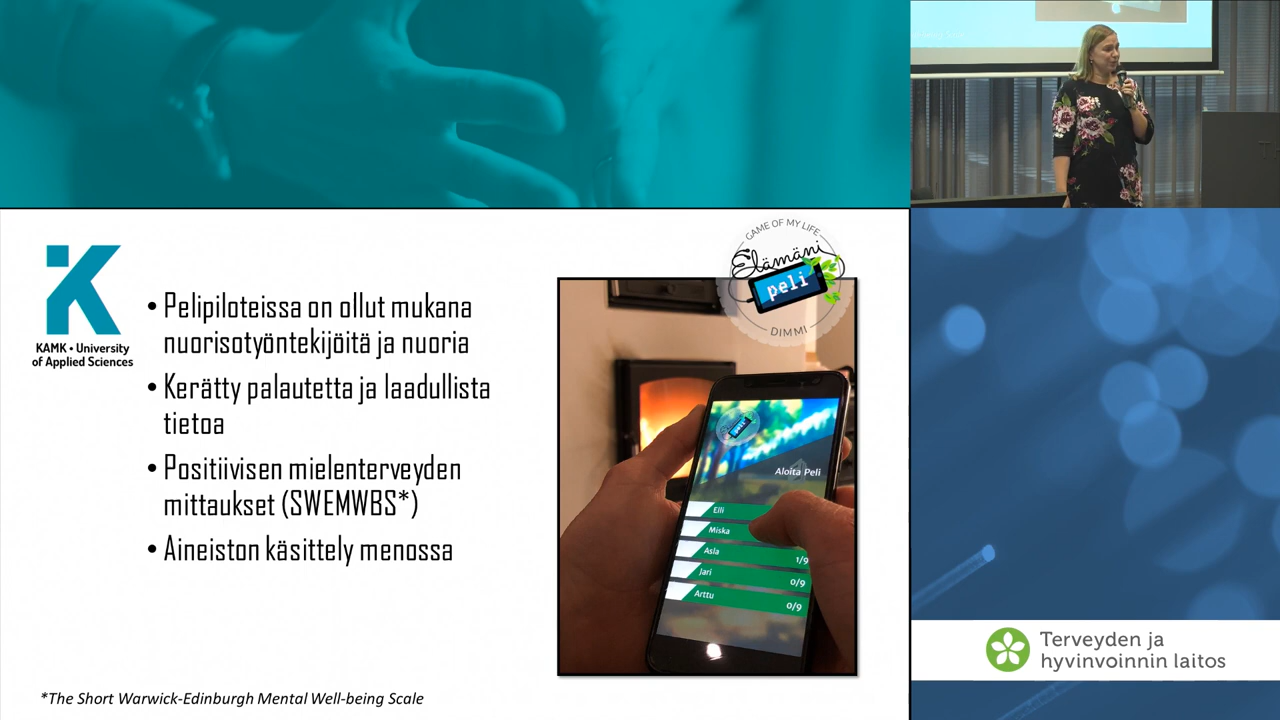 KAMK • University
of Applied Sciences
• Pelipiloteissa on ollut mukana
nuorisotyöntekijöitä ja nuoria
• Kerätty palautetta ja laadullista
tietoa
• Positiivisen mielenterveyden
mittaukset (SWEMWBS*)
• Aineiston käsittely menossa
*The Short Warwick-Edinburgh Mental Well-being Scale
GAME OF MY LIFE
Elämäni
peli
DIMMI
peli
Aloita Peli
Elli
Miska
Asla
1/9
Jari
0/9
Arttu
0/9
Terveyden ja
hyvinvoinnin laitos